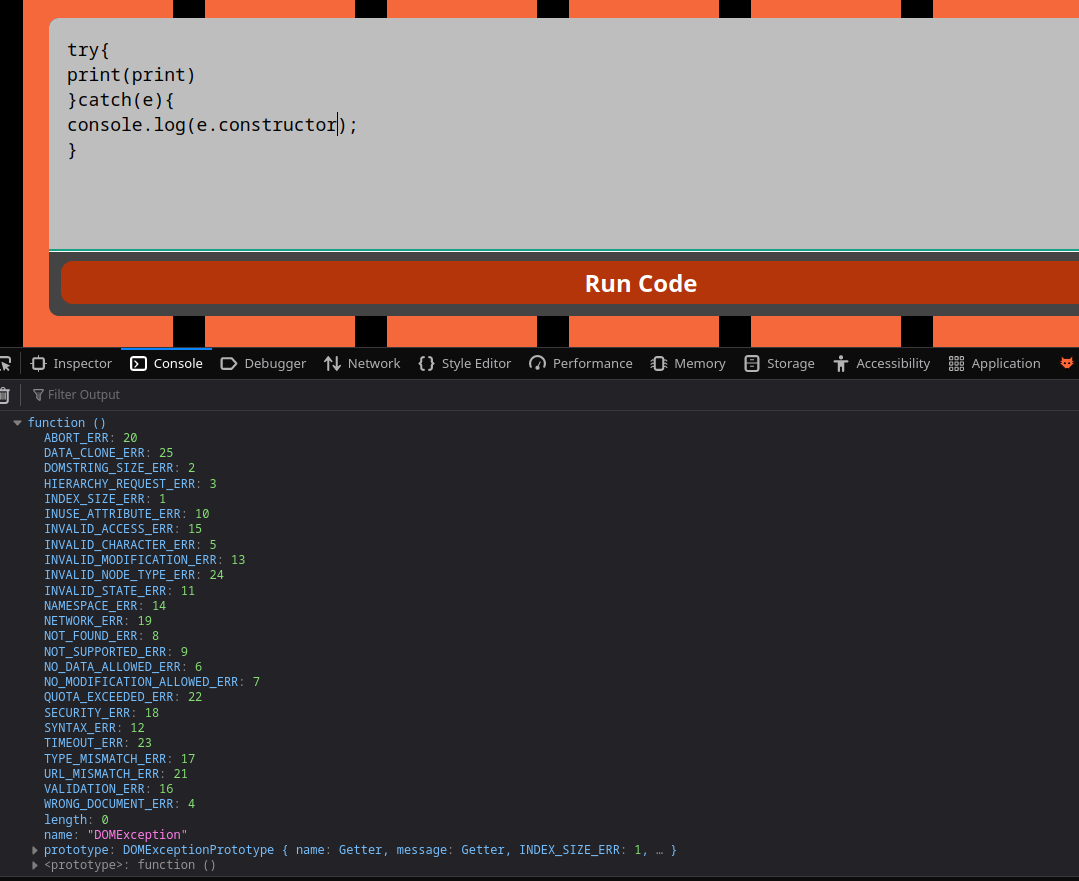 try{
print(print)
}catch(e){
console.log(e.constructor);
}
Run Code
Inspector Console Debugger Network Style Editor Performance Memory Storage Accessibility Application
Filter Output
function ()
ABORT_ERR: 20
DATA_CLONE_ERR: 25
DOMSTRING_SIZE_ERR: 2
HIERARCHY_REQUEST_ERR: 3
INDEX_SIZE_ERR: 1
INUSE_ATTRIBUTE_ERR: 10
INVALID_ACCESS_ERR: 15
INVALID_CHARACTER_ERR: 5
INVALID_MODIFICATION_ERR: 13
INVALID_NODE_TYPE_ERR: 24
INVALID_STATE_ERR: 11
NAMESPACE_ERR: 14
NETWORK_ERR: 19
NOT_FOUND_ERR: 8
NOT_SUPPORTED_ERR: 9
NO_DATA_ALLOWED_ERR: 6
NO_MODIFICATION_ALLOWED_ERR: 7
QUOTA_EXCEEDED_ERR: 22
SECURITY_ERR: 18
SYNTAX_ERR: 12
TIMEOUT_ERR: 23
TYPE_MISMATCH_ERR: 17
URL_MISMATCH_ERR: 21
VALIDATION_ERR: 16
WRONG_DOCUMENT_ERR: 4
length: 0
name: "DOMException"
prototype: DOMExceptionPrototype { name: Getter, message: Getter, INDEX_SIZE_ERR: 1, … }
<prototype>: function ()